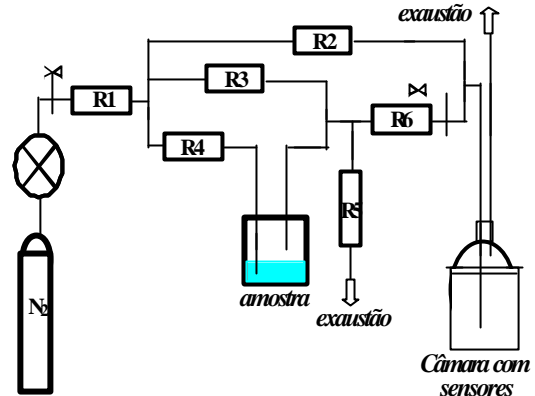 exaustão
R2
R3
R1
R6
R4
R5
N2
amostra
exaustão
Câmara com
sensores